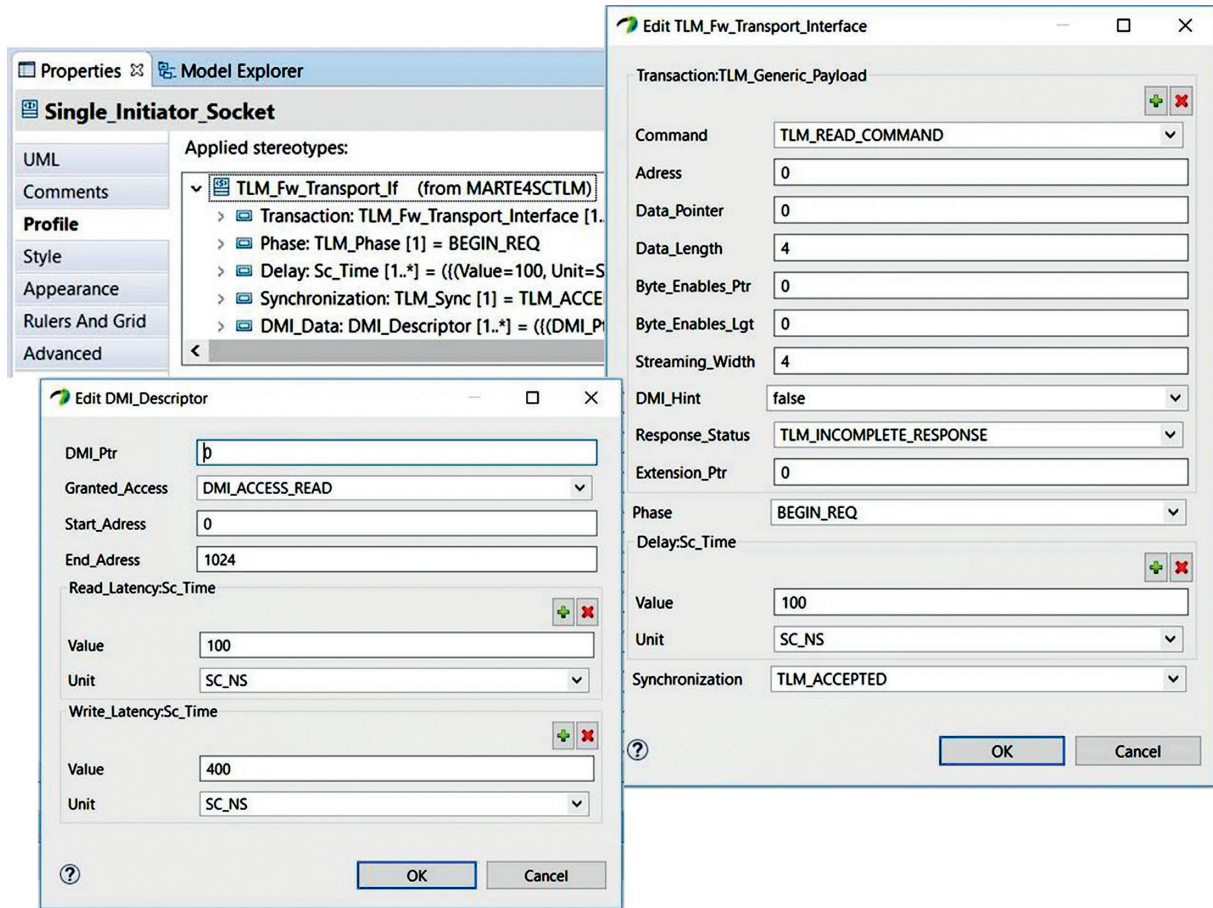 Properties Model Explorer
Single_Initiator_Socket
UML
Comments
Profile
Style
Appearance
Rulers And Grid
Advanced
Applied stereotypes:
TLM_Fw_Transport_If (from MARTE4SCTLM)
Transaction: TLM_Fw_Transport_Interface [1..
Phase: TLM_Phase [1] = BEGIN_REQ
Delay: Sc_Time [1..*] = ({(Value=100, Unit=S
Synchronization: TLM_Sync [1] = TLM_ACCE
DMI_Data: DMI_Descriptor [1..*] = ({(DMI_Pt
Edit TLM_Fw_Transport_Interface
Transaction:TLM_Generic_Payload
Command TLM_READ_COMMAND
Adress 0
Data_Pointer 0
Data_Length 4
Byte_Enables_Ptr 0
Byte_Enables_Lgt 0
Streaming_Width 4
DMI_Hint false
Response_Status TLM_INCOMPLETE_RESPONSE
Extension_Ptr 0
Phase BEGIN_REQ
Delay:Sc_Time
Value 100
Unit SC_NS
Synchronization TLM_ACCEPTED
OK Cancel
Edit DMI_Descriptor
DMI_Ptr 0
Granted_Access DMI_ACCESS_READ
Start_Adress 0
End_Adress 1024
Read_Latency:Sc_Time
Value 100
Unit SC_NS
Write_Latency:Sc_Time
Value 400
Unit SC_NS
OK Cancel